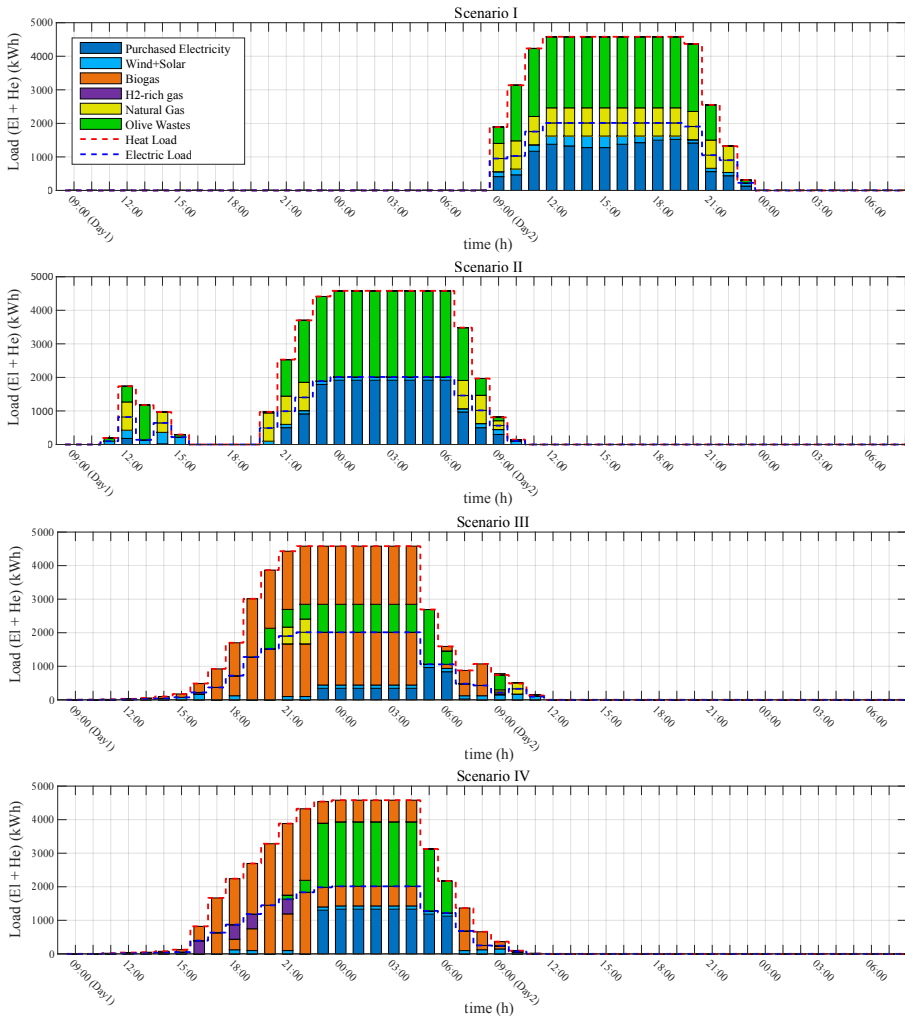 Scenario I
Load (El + He) (kWh)
5000
4000
3000
2000
1000
0
Purchased Electricity
Wind+Solar
Biogas
H2-rich gas
Natural Gas
Olive Wastes
Heat Load
Electric Load
09:00 (Day1)
12:00
15:00
18:00
21:00
00:00
03:00
06:00
09:00 (Day2)
12:00
15:00
18:00
21:00
00:00
03:00
06:00
time (h)
Scenario II
Load (El + He) (kWh)
5000
4000
3000
2000
1000
0
09:00 (Day1)
12:00
15:00
18:00
21:00
00:00
03:00
06:00
09:00 (Day2)
12:00
15:00
18:00
21:00
00:00
03:00
06:00
time (h)
Scenario III
Load (El + He) (kWh)
5000
4000
3000
2000
1000
0
09:00 (Day1)
12:00
15:00
18:00
21:00
00:00
03:00
06:00
09:00 (Day2)
12:00
15:00
18:00
21:00
00:00
03:00
06:00
time (h)
Scenario IV
Load (El + He) (kWh)
5000
4000
3000
2000
1000
0
09:00 (Day1)
12:00
15:00
18:00
21:00
00:00
03:00
06:00
09:00 (Day2)
12:00
15:00
18:00
21:00
00:00
03:00
06:00
time (h)